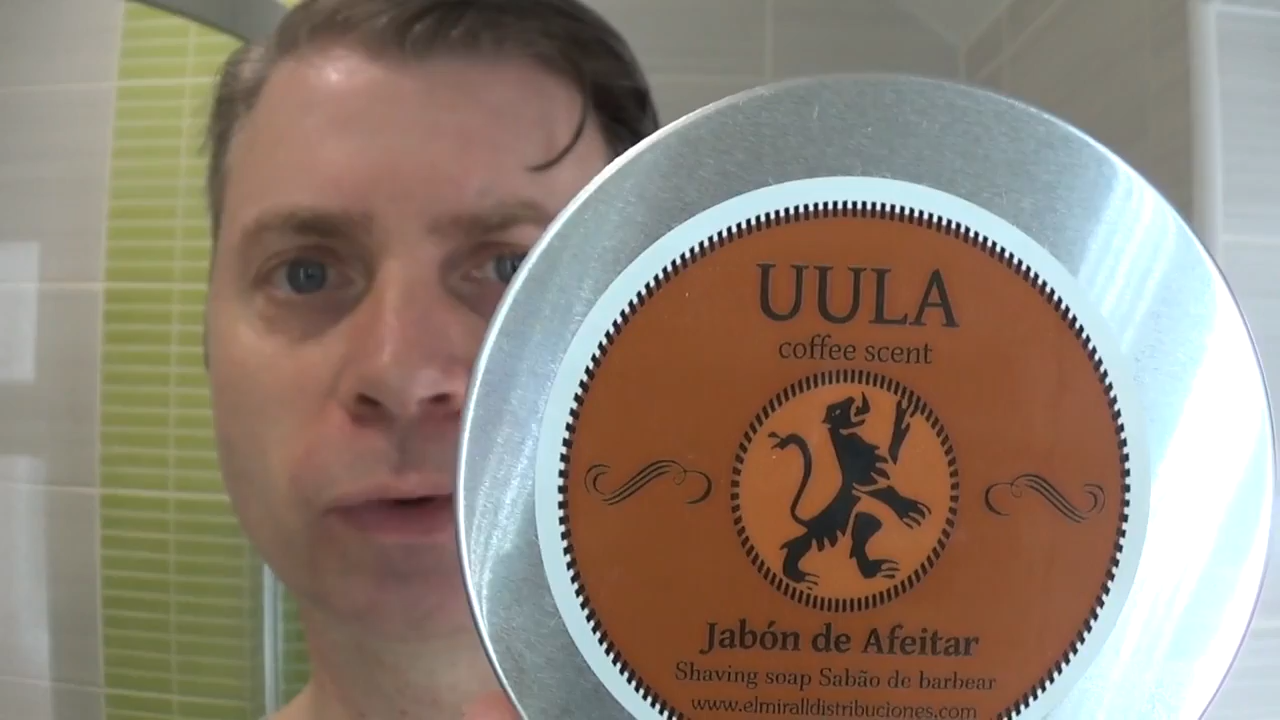 UULA
coffee scent
Jabón de Afeitar
Shaving soap Sabão de barbear
www.elmiralldistribuciones.com